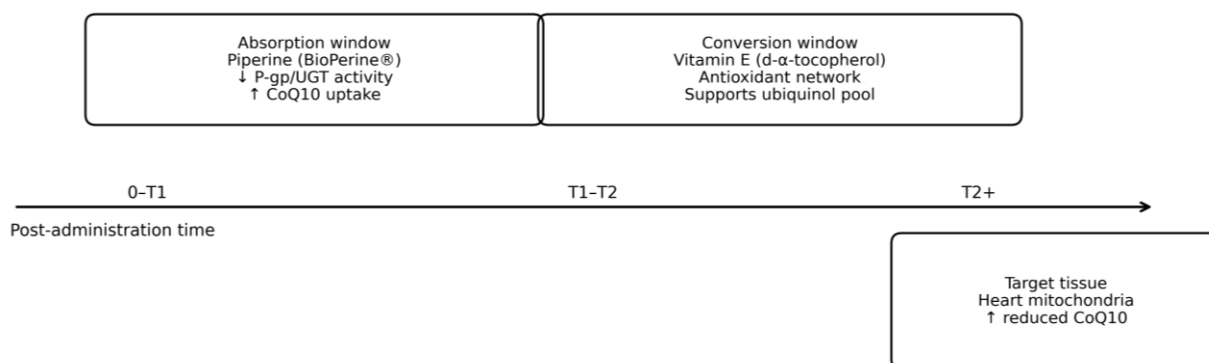 Absorption window
Piperine (BioPerine®)
↓ P-gp/UGT activity
↑ CoQ10 uptake
Conversion window
Vitamin E (d-α-tocopherol)
Antioxidant network
Supports ubiquinol pool
0–T1
T1–T2
T2+
Post-administration time
Target tissue
Heart mitochondria
↑ reduced CoQ10